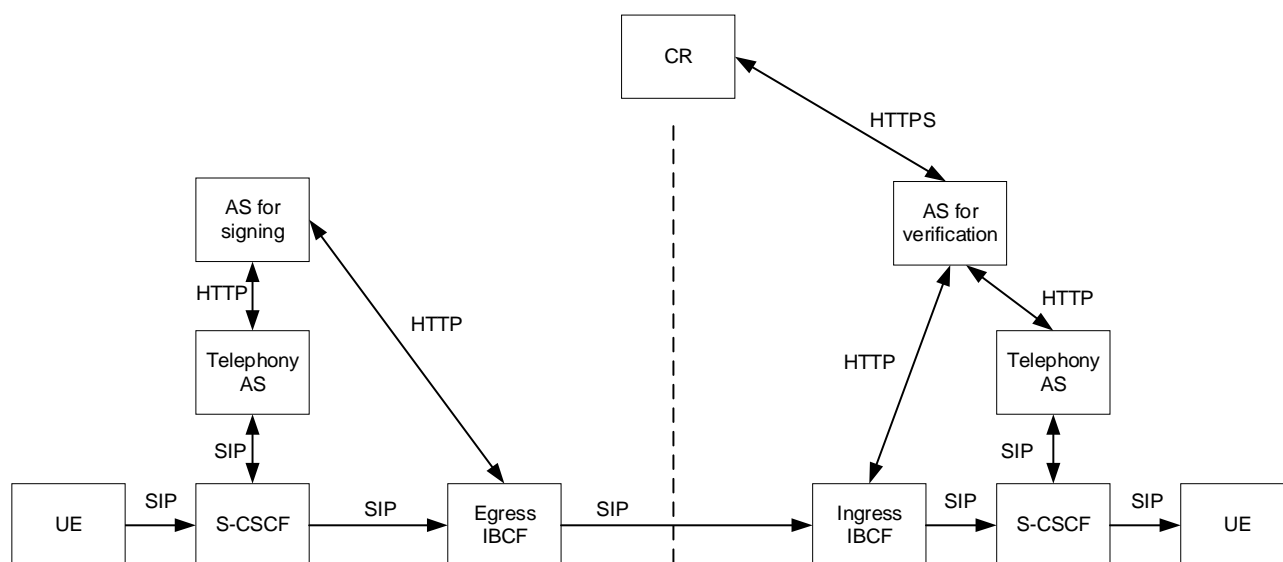 CR
HTTPS
AS for
signing
AS for
verification
HTTP
HTTP
HTTP
HTTP
Telephony
AS
Telephony
AS
SIP
SIP
UE
SIP
S-CSCF
SIP
Egress
IBCF
SIP
Ingress
IBCF
SIP
S-CSCF
SIP
UE